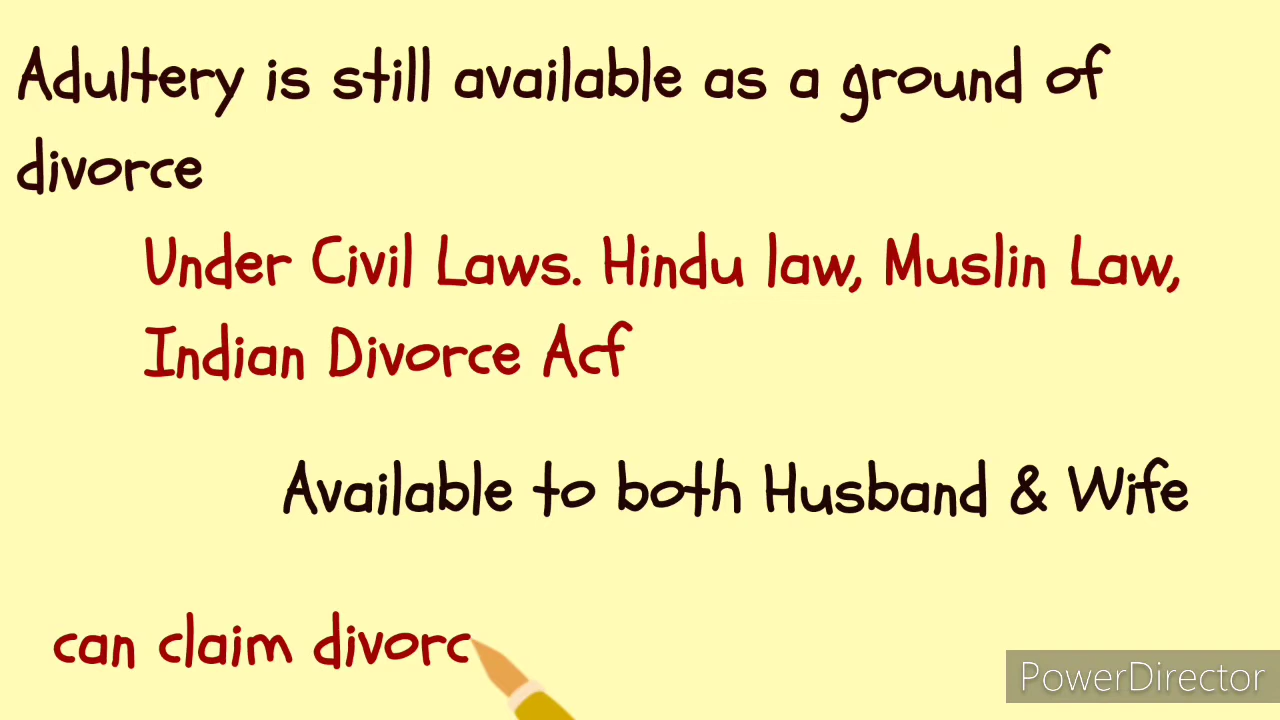 Adultery is still available as a ground of
divorce
Under Civil Laws. Hindu law, Muslin Law,
Indian Divorce Acf
Available to both Husband & Wife
can claim divorc
PowerDirector